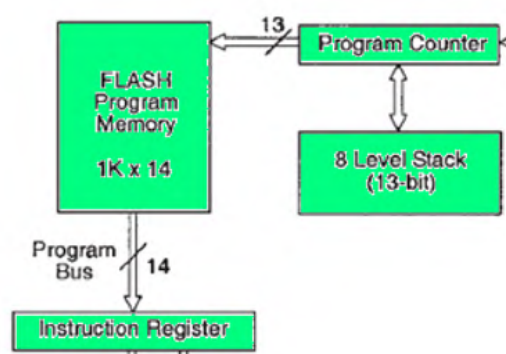 13
Program Counter
FLASH
Program
Memory
1K x 14
8 Level Stack
(13-bit)
Program
Bus
14
Instruction Register